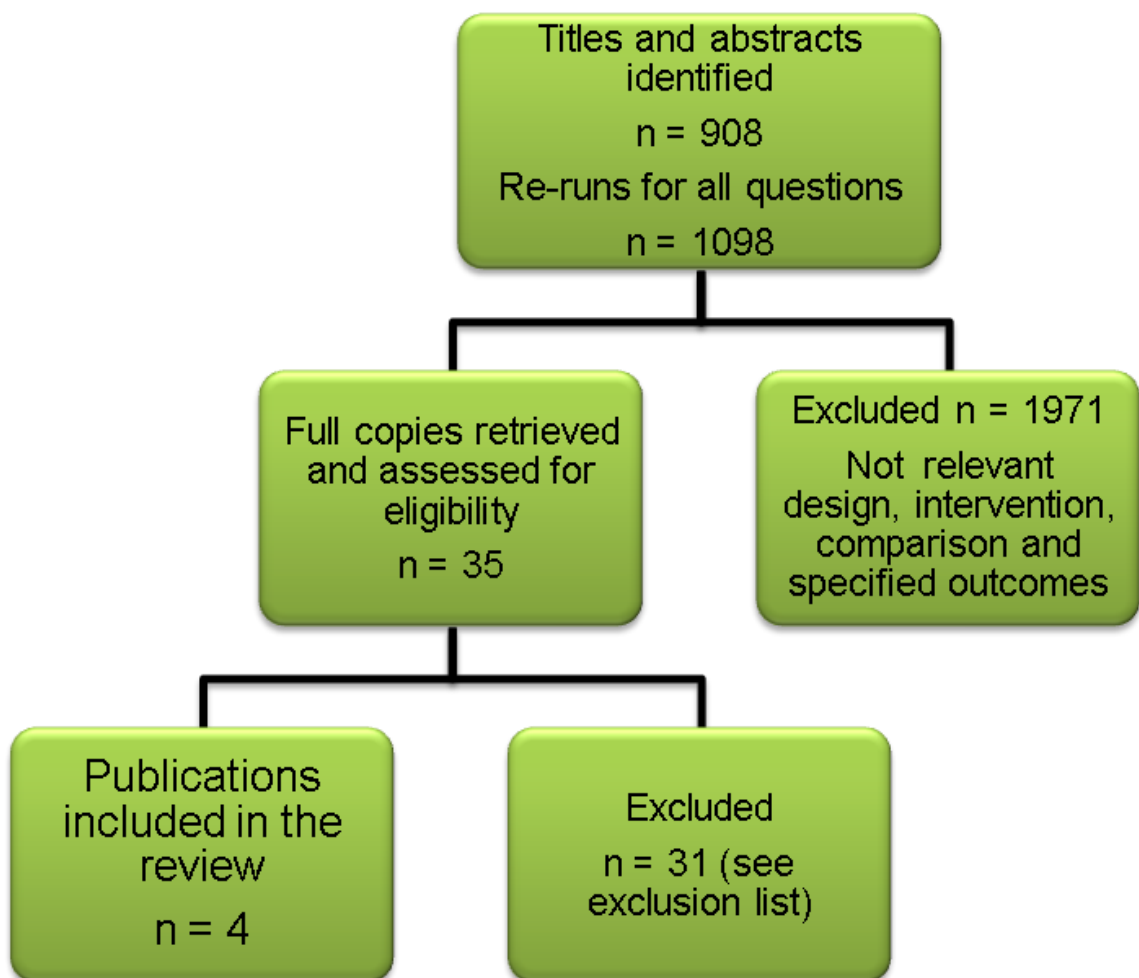 Titles and abstracts
identified
n = 908
Re-runs for all questions
n = 1098
Full copies retrieved
and assessed for
eligibility
n = 35
Excluded n = 1971
Not relevant
design, intervention,
comparison and
specified outcomes
Publications
included in the
review
n = 4
Excluded
n = 31 (see
exclusion list)